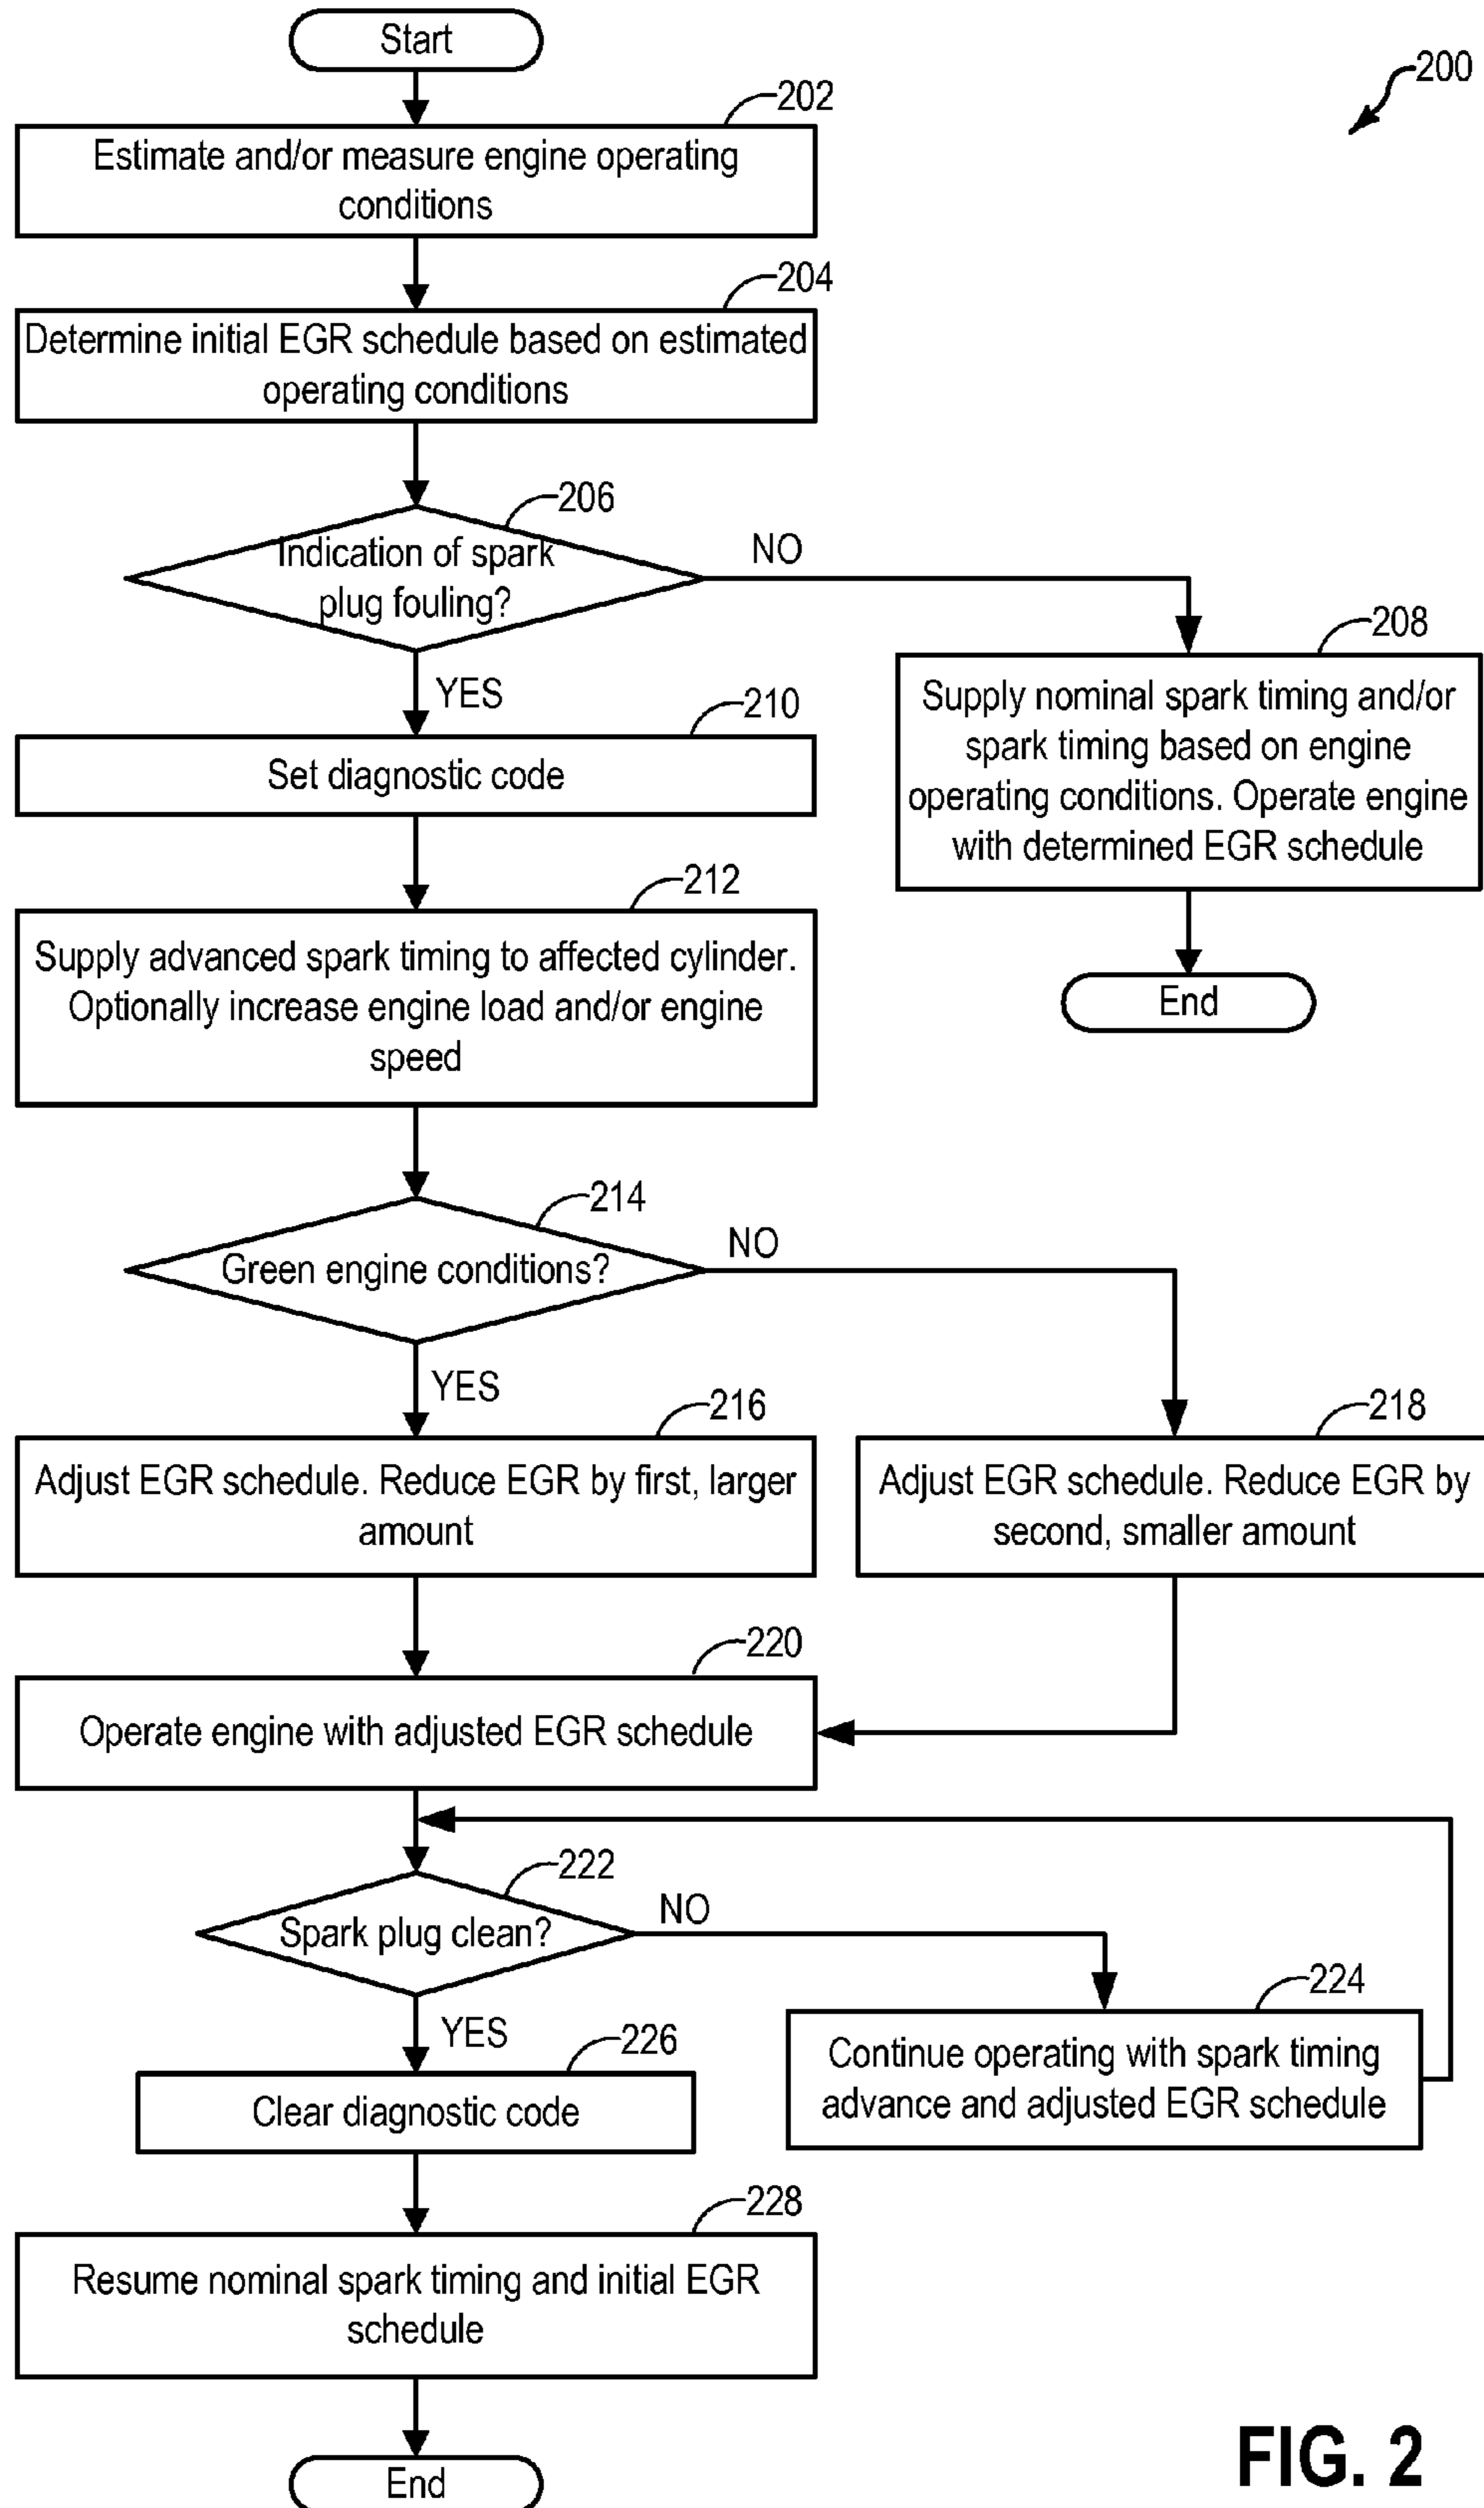 Start
200
202
Estimate and/or measure engine operating
conditions
204
Determine initial EGR schedule based on estimated
operating conditions
206
Indication of spark
plug fouling?
NO
YES
208
Supply nominal spark timing and/or
spark timing based on engine
operating conditions. Operate engine
with determined EGR schedule
End
210
Set diagnostic code
212
Supply advanced spark timing to affected cylinder.
Optionally increase engine load and/or engine
speed
214
Green engine conditions?
NO
YES
216
Adjust EGR schedule. Reduce EGR by first, larger
amount
218
Adjust EGR schedule. Reduce EGR by
second, smaller amount
220
Operate engine with adjusted EGR schedule
222
Spark plug clean?
NO
YES
224
Continue operating with spark timing
advance and adjusted EGR schedule
226
Clear diagnostic code
228
Resume nominal spark timing and initial EGR
schedule
End
FIG. 2